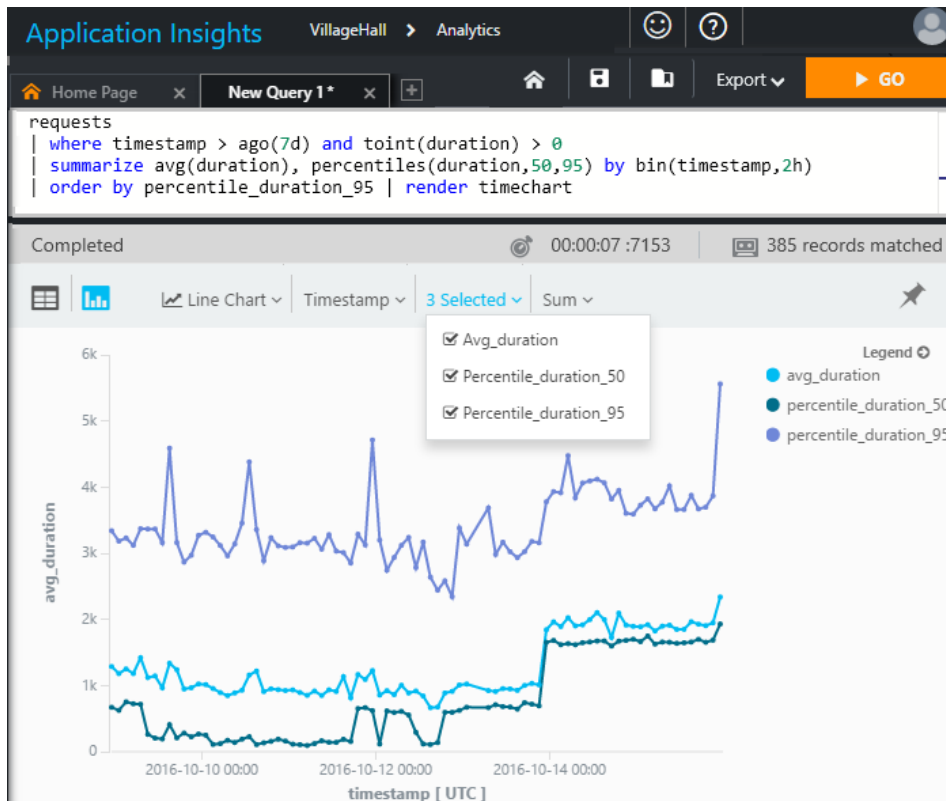 Application Insights VillageHall > Analytics
Home Page × New Query 1* × + Export GO
requests
| where timestamp > ago(7d) and toint(duration) > 0
| summarize avg(duration), percentiles(duration,50,95) by bin(timestamp,2h)
| order by percentile_duration_95 | render timechart
Completed 00:00:07 :7153 385 records matched
Line Chart Timestamp 3 Selected Sum
Avg_duration
Percentile_duration_50
Percentile_duration_95
Legend
avg_duration
percentile_duration_50
percentile_duration_95
6k
5k
4k
3k
2k
1k
0
avg_duration
2016-10-10 00:00 2016-10-12 00:00 2016-10-14 00:00
timestamp [ UTC ]